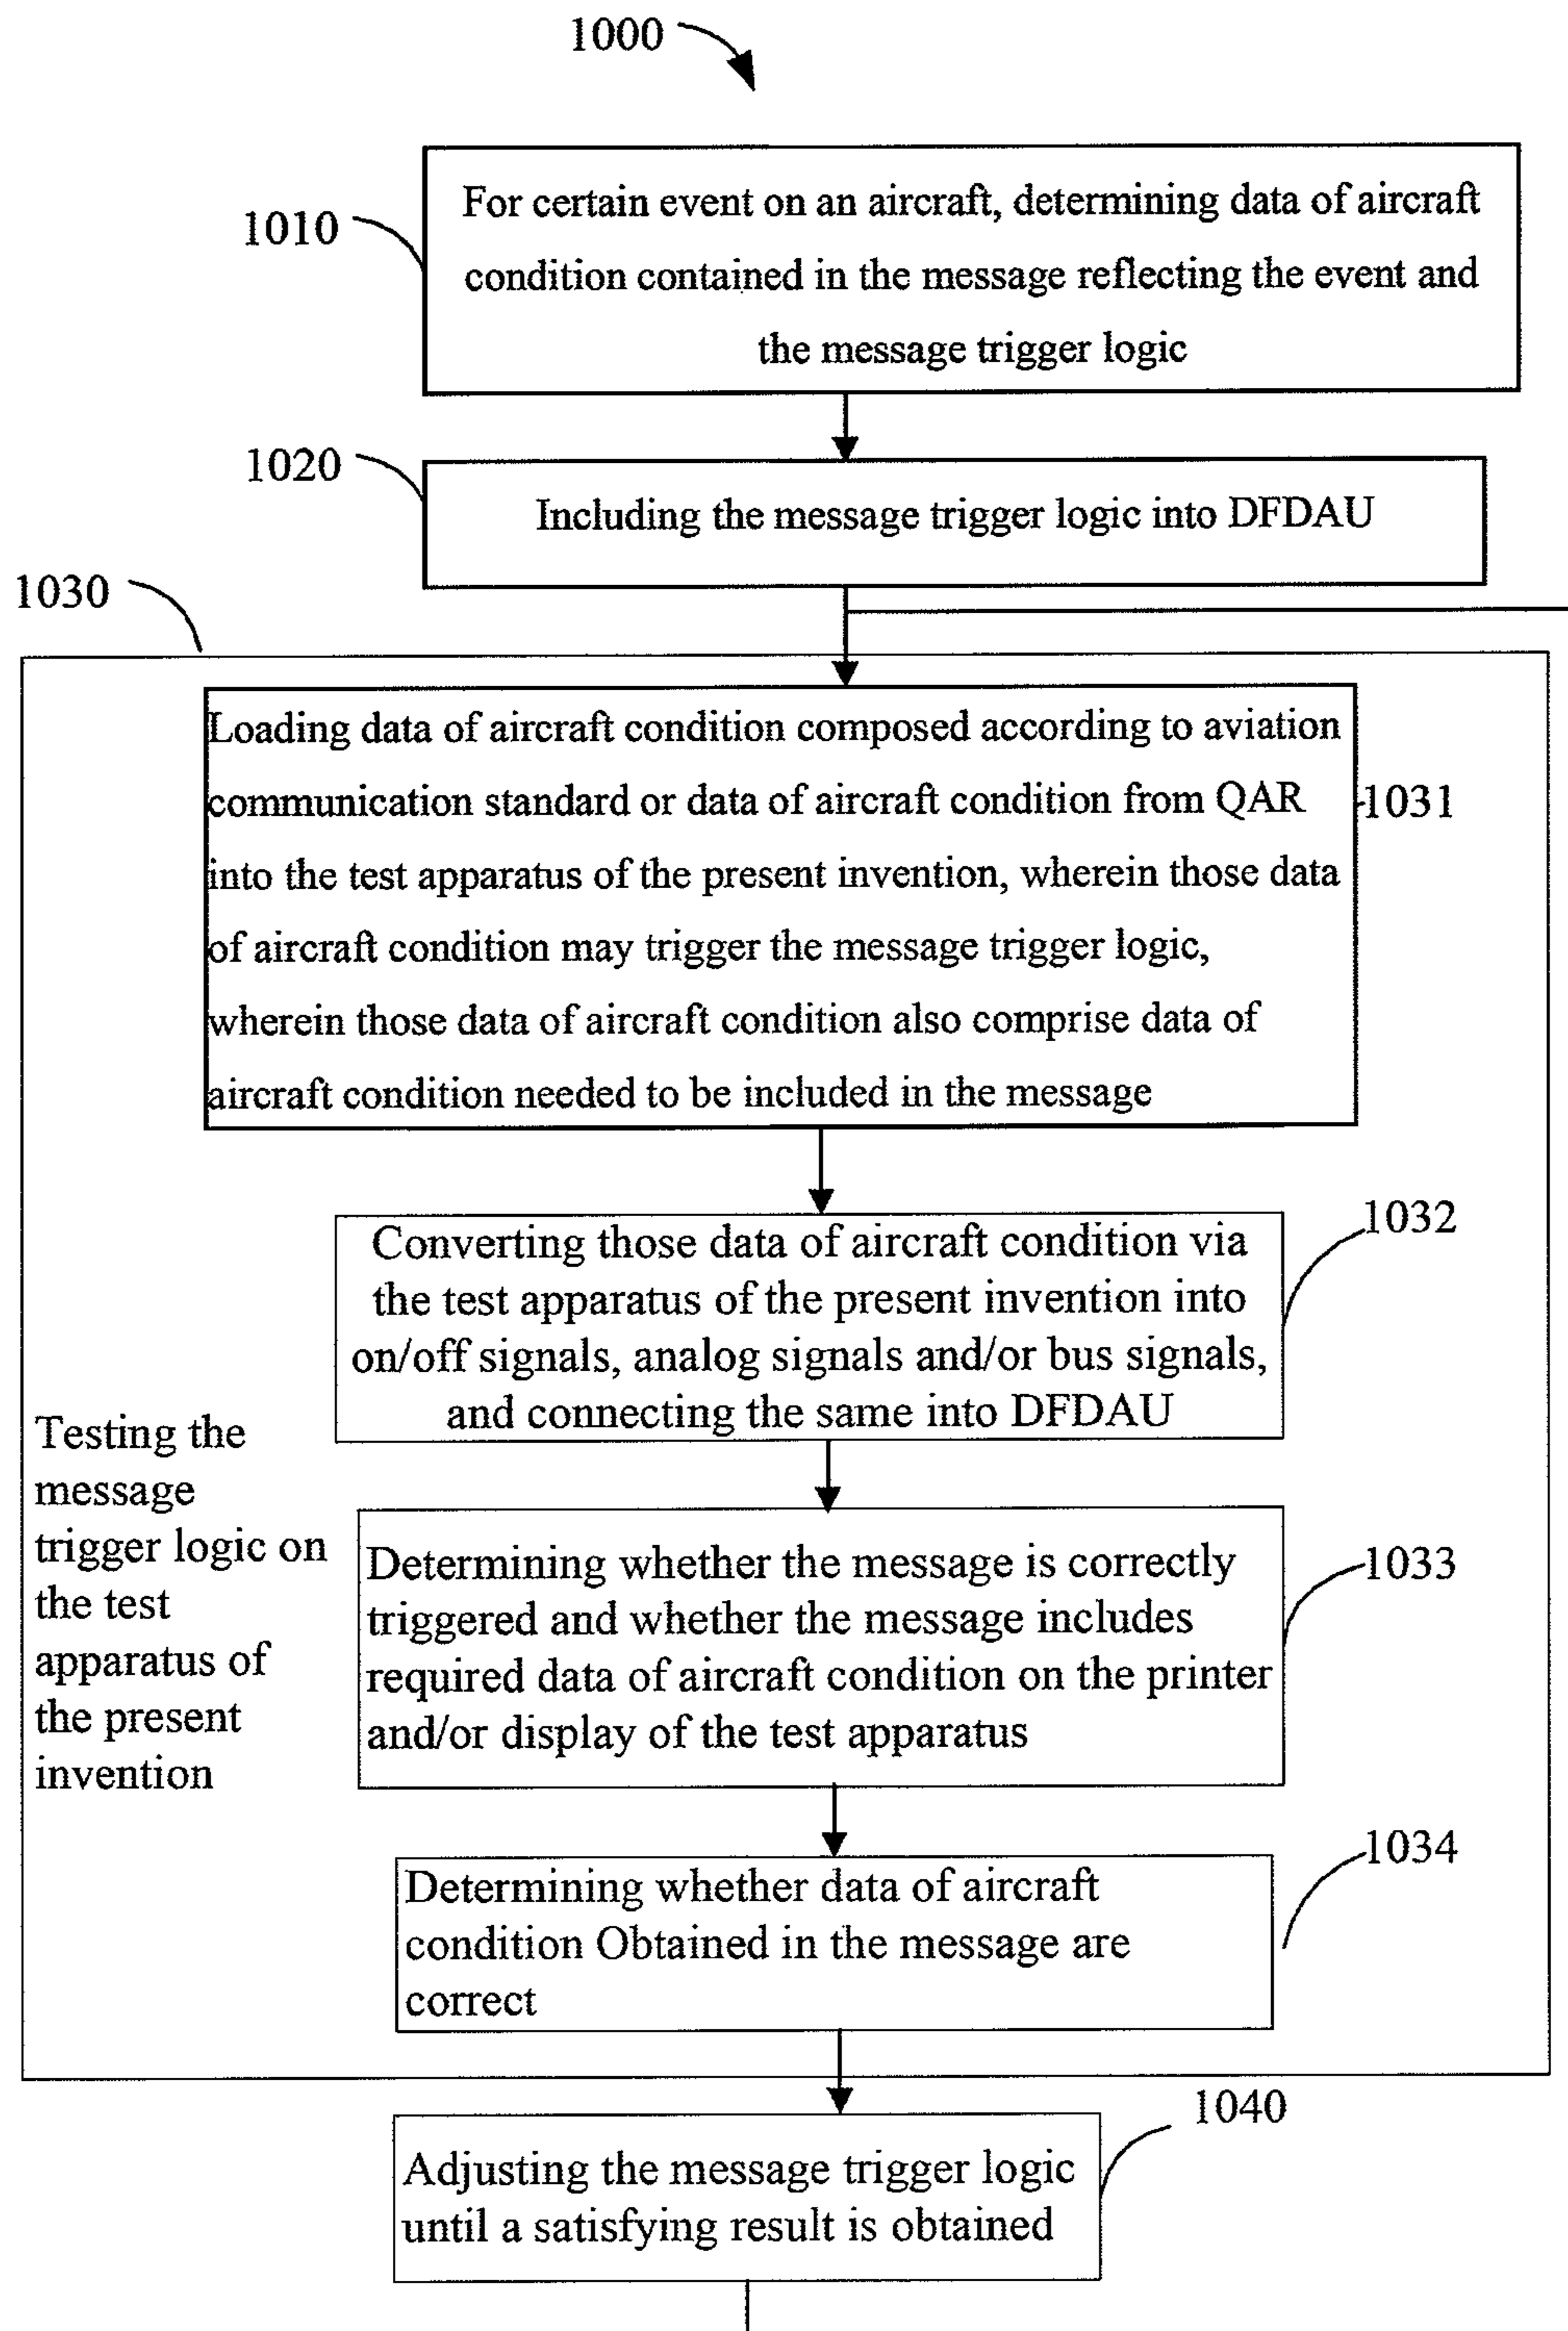 1000
1010
For certain event on an aircraft, determining data of aircraft
condition contained in the message reflecting the event and
the message trigger logic
1020
Including the message trigger logic into DFDAU
1030
Loading data of aircraft condition composed according to aviation
communication standard or data of aircraft condition from QAR
into the test apparatus of the present invention, wherein those data
of aircraft condition may trigger the message trigger logic,
wherein those data of aircraft condition also comprise data of
aircraft condition needed to be included in the message
1031
Converting those data of aircraft condition via
the test apparatus of the present invention into
on/off signals, analog signals and/or bus signals,
and connecting the same into DFDAU
1032
Testing the
message
trigger logic on
the test
apparatus of
the present
invention
Determining whether the message is correctly
triggered and whether the message includes
required data of aircraft condition on the printer
and/or display of the test apparatus
1033
Determining whether data of aircraft
condition Obtained in the message are
correct
1034
Adjusting the message trigger logic
until a satisfying result is obtained
1040